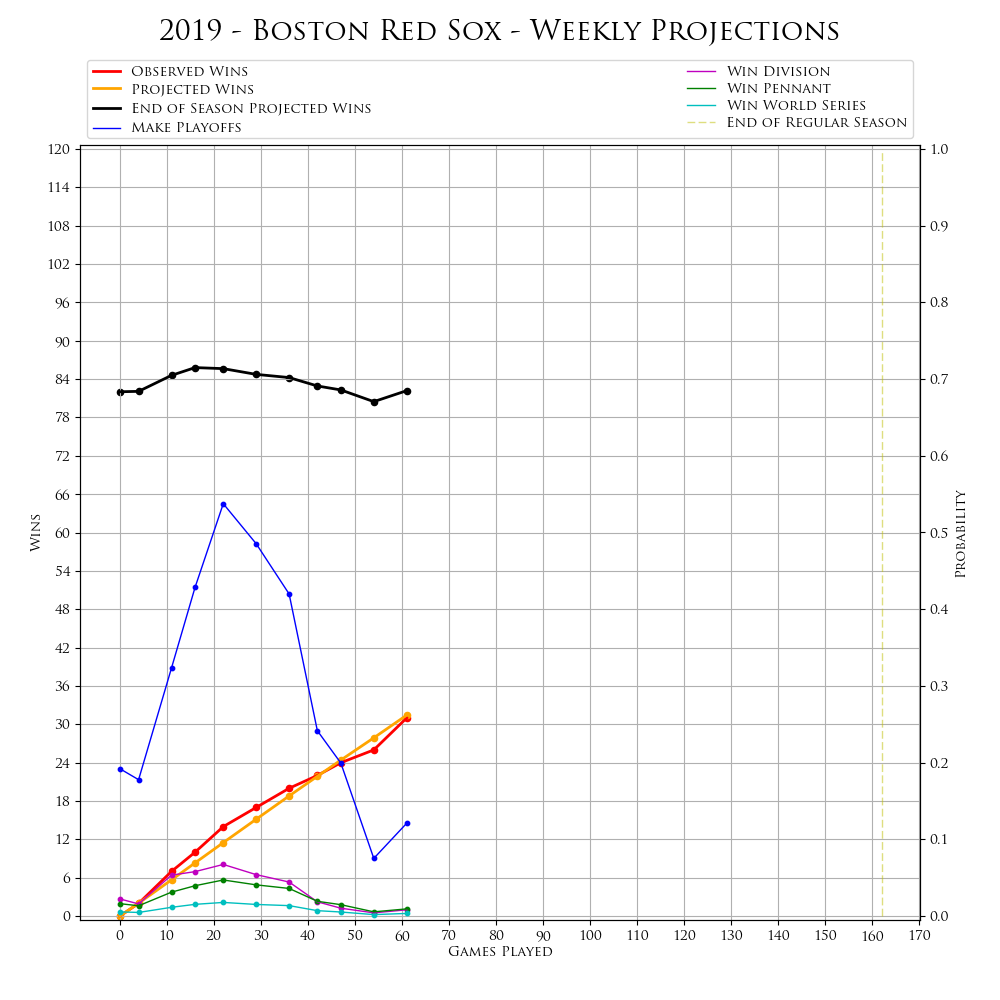 2019 - Boston Red Sox - Weekly Projections
Observed Wins
Projected Wins
End of Season Projected Wins
Make Playoffs
Win Division
Win Pennant
Win World Series
End of Regular Season
120
114
108
102
96
90
84
78
72
66
60
54
48
42
36
30
24
18
12
6
0
Wins
1.0
0.9
0.8
0.7
0.6
0.5
0.4
0.3
0.2
0.1
0.0
Probability
0 10 20 30 40 50 60 70 80 90 100 110 120 130 140 150 160 170
Games Played